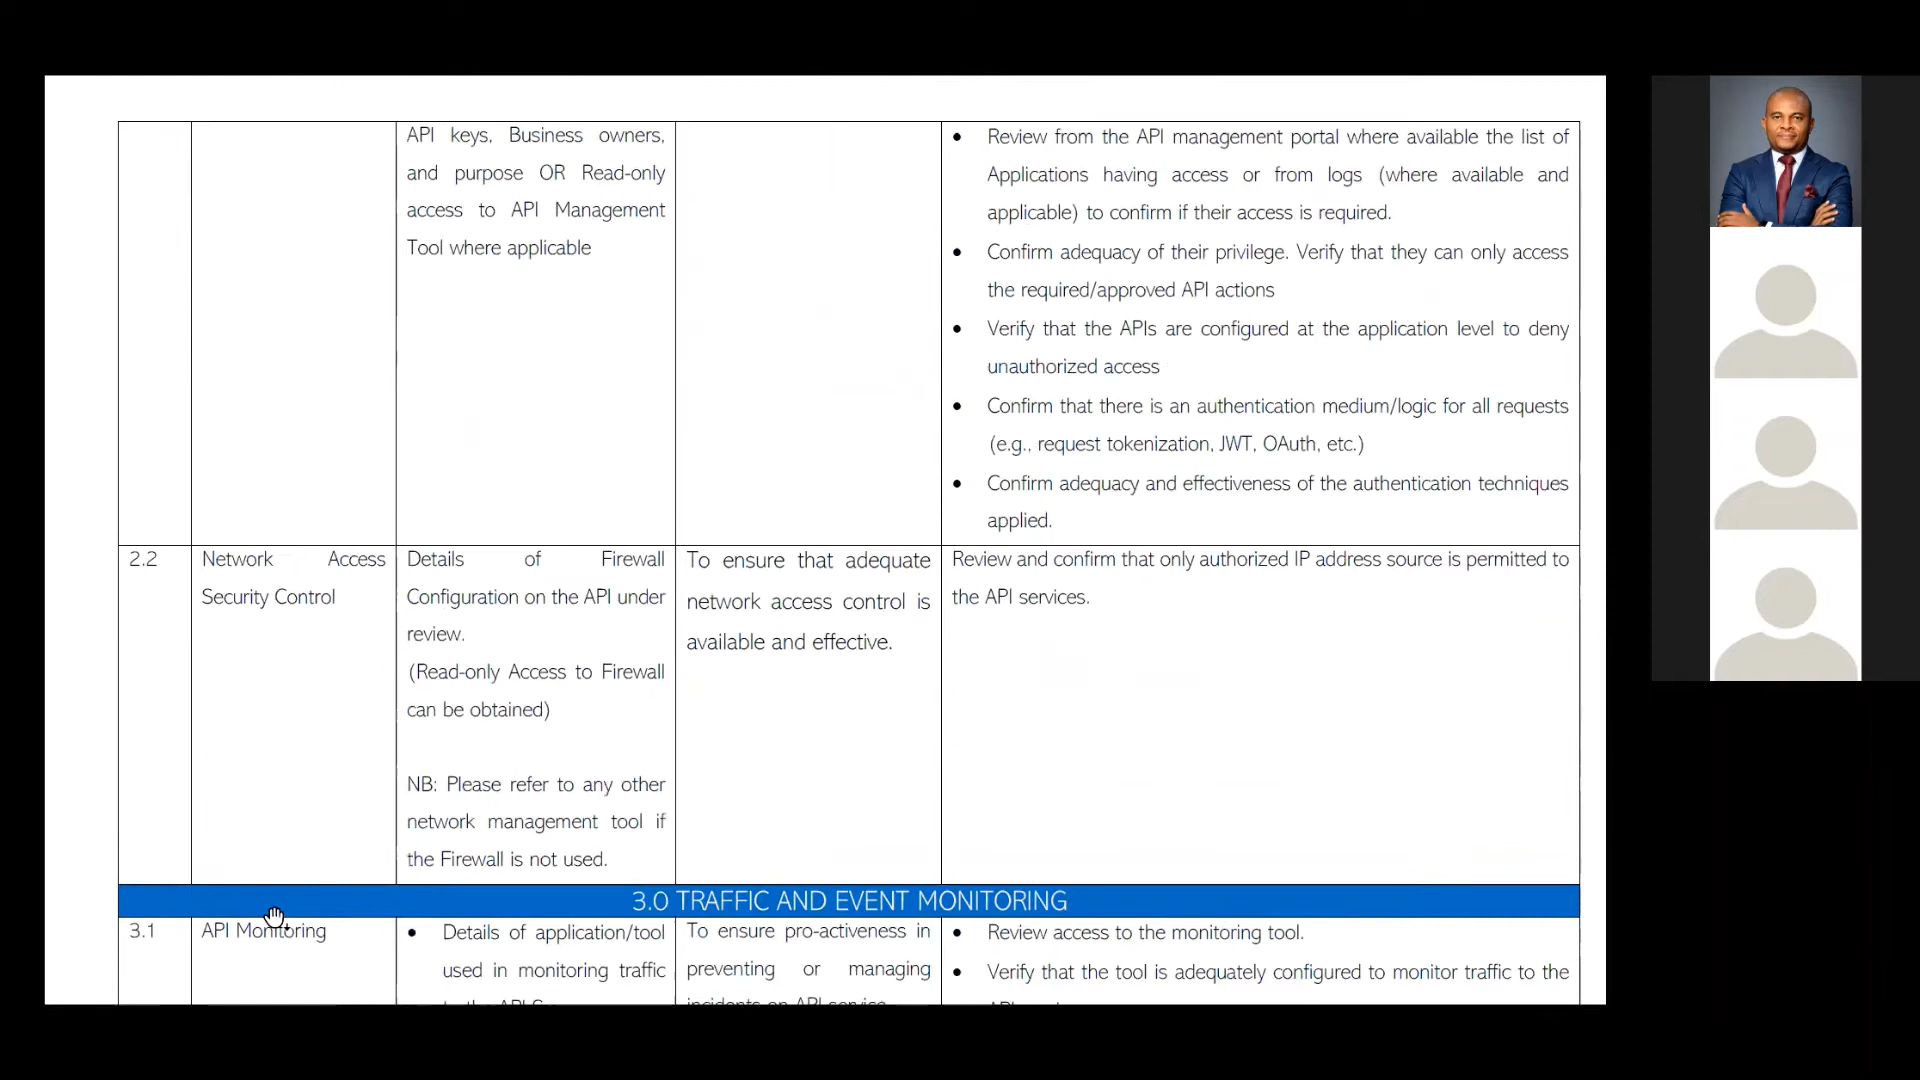 API keys, Business owners,
and purpose OR Read-only
access to API Management
Tool where applicable
• Review from the API management portal where available the list of
Applications having access or from logs (where available and
applicable) to confirm if their access is required.
• Confirm adequacy of their privilege. Verify that they can only access
the required/approved API actions
• Verify that the APIs are configured at the application level to deny
unauthorized access
• Confirm that there is an authentication medium/logic for all requests
(e.g., request tokenization, JWT, OAuth, etc.)
• Confirm adequacy and effectiveness of the authentication techniques
applied.
2.2
Network Access
Security Control
Details of Firewall
Configuration on the API under
review.
(Read-only Access to Firewall
can be obtained)
NB: Please refer to any other
network management tool if
the Firewall is not used.
To ensure that adequate
network access control is
available and effective.
Review and confirm that only authorized IP address source is permitted to
the API services.
3.0 TRAFFIC AND EVENT MONITORING
3.1
API Monitoring
• Details of application/tool
used in monitoring traffic
To ensure pro-activeness in
preventing or managing
incidents on API service
• Review access to the monitoring tool.
• Verify that the tool is adequately configured to monitor traffic to the